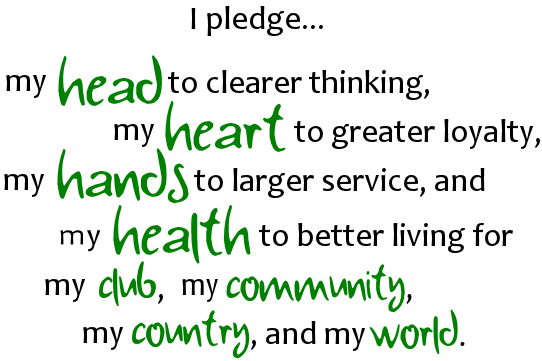 I pledge...
my head to clearer thinking,
my heart to greater loyalty,
my hands to larger service, and
my health to better living for
my club, my community,
my country, and my world.